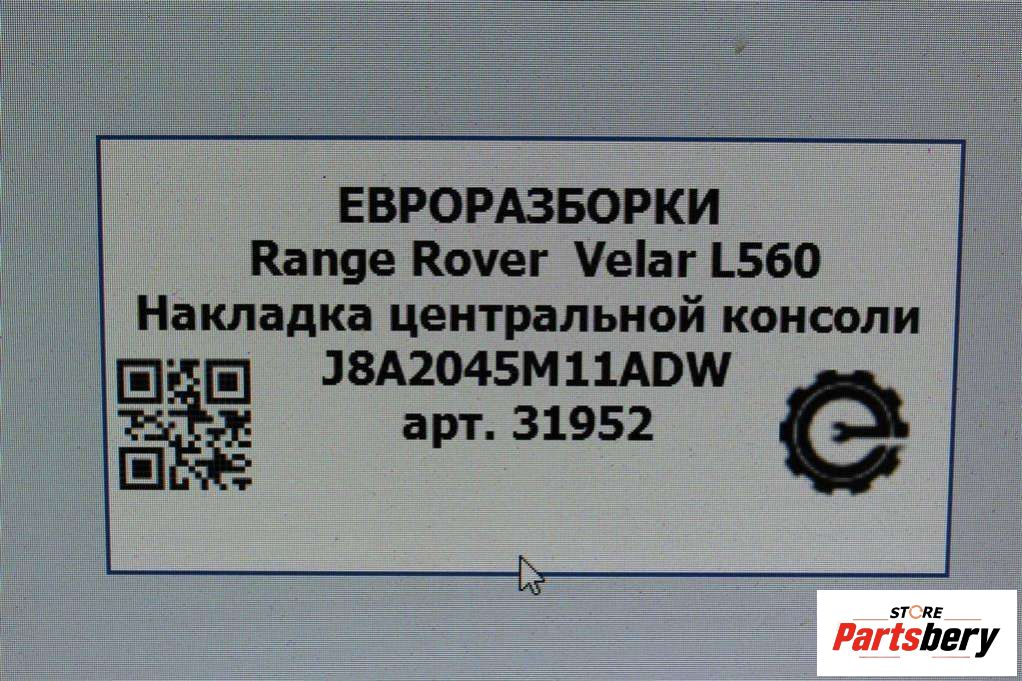 ЕВРОРАЗБОРКИ
Range Rover Velar L560
Накладка центральной консоли
J8A2045M11ADW
арт. 31952
STORE
Partsbery